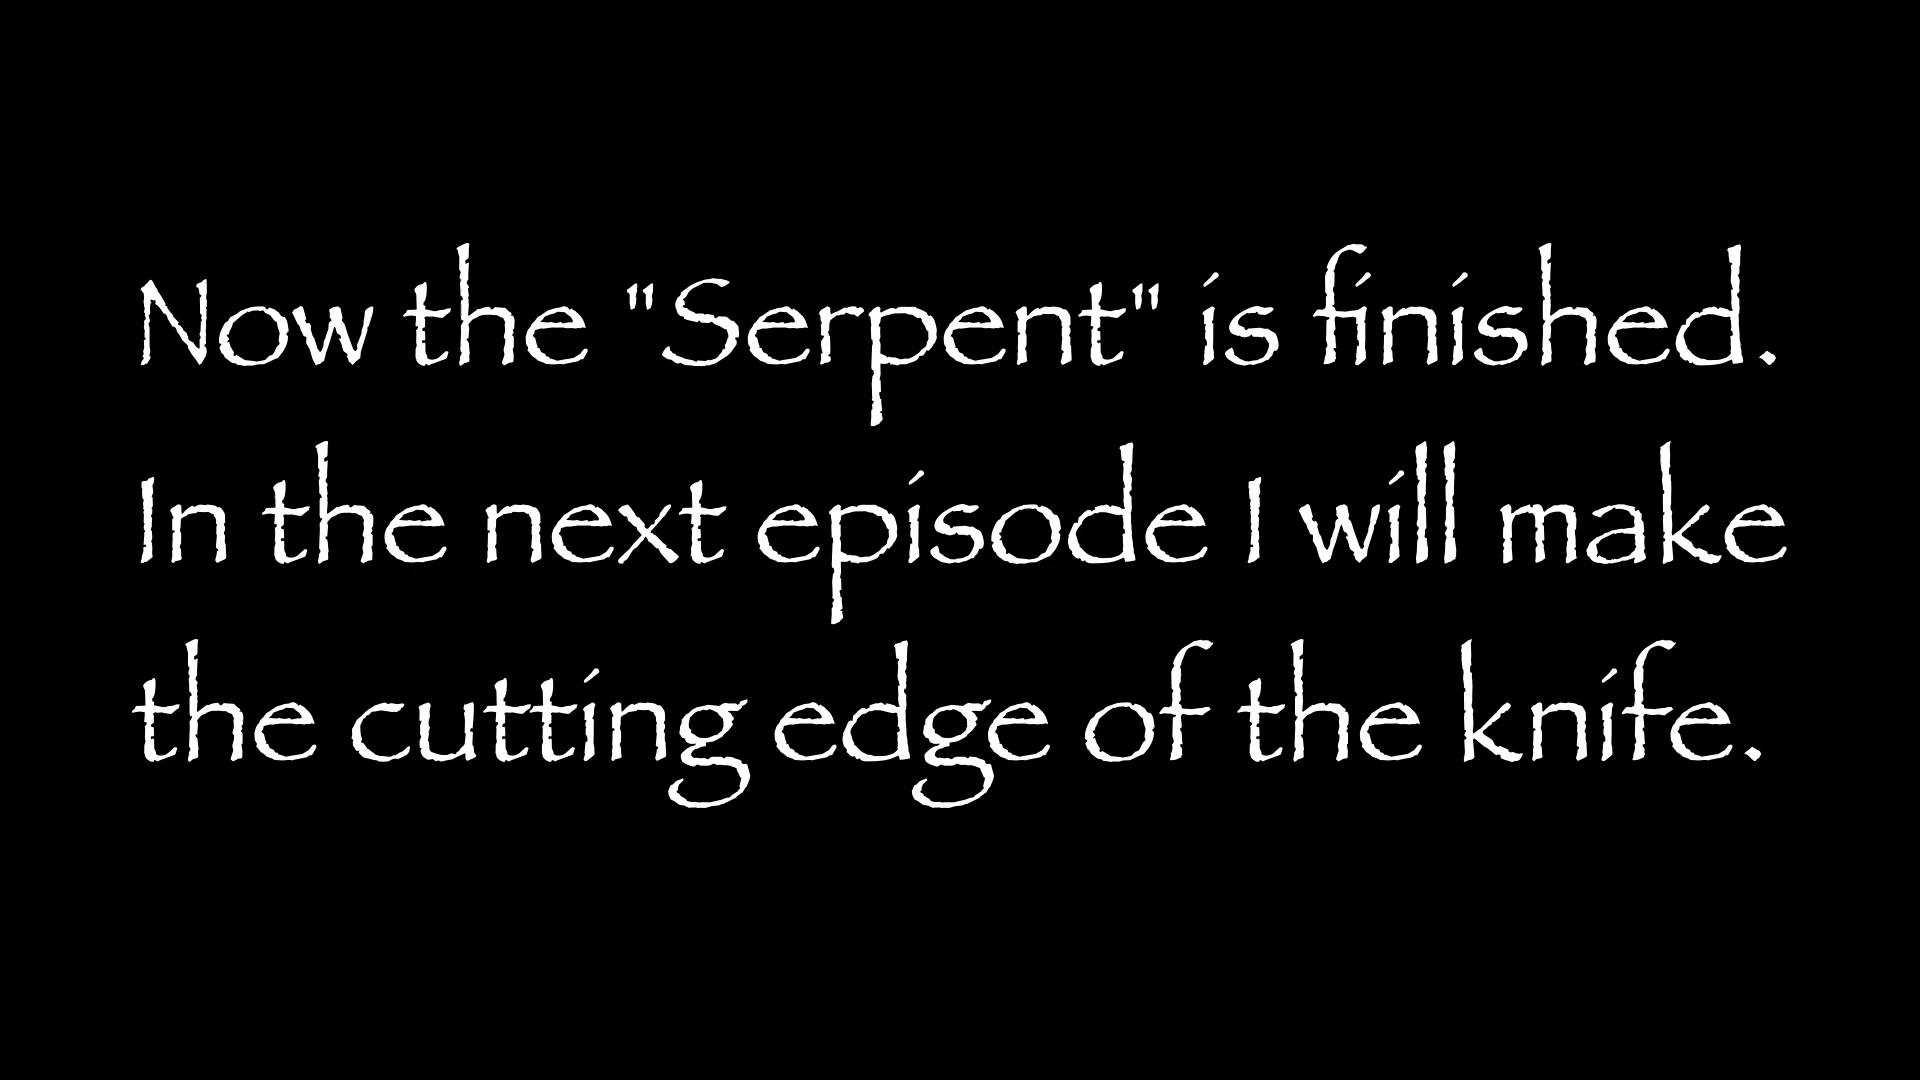 Now the "Serpent" is finished.
In the next episode I will make
the cutting edge of the knife.